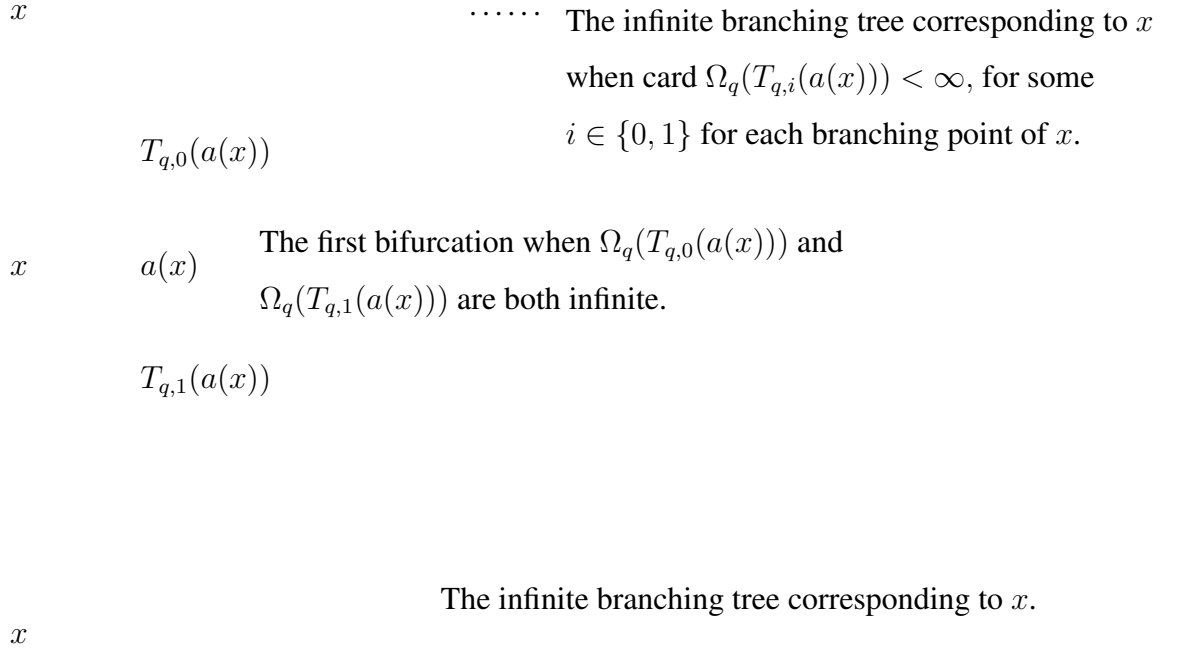 x
…… The infinite branching tree corresponding to x
when card Ω_q(T_{q,i}(a(x))) < ∞, for some
i ∈ {0, 1} for each branching point of x.
T_{q,0}(a(x))
The first bifurcation when Ω_q(T_{q,0}(a(x))) and
x a(x)
Ω_q(T_{q,1}(a(x))) are both infinite.
T_{q,1}(a(x))
The infinite branching tree corresponding to x.
x